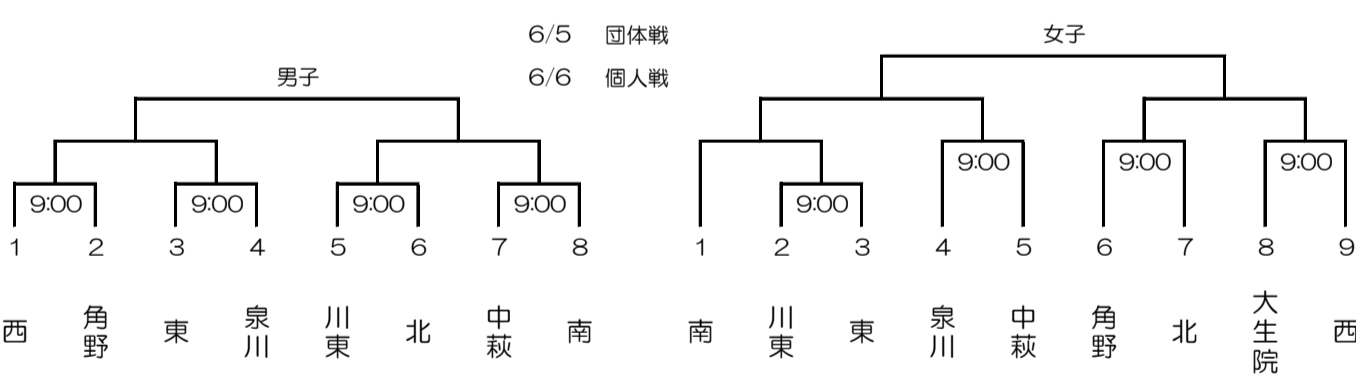 6/5 団体戦
女子
男子
6/6 個人戦
9:00 9:00 9:00
9:00 9:00 9:00 9:00 9:00
1 2 3 4 5 6 7 8 1 2 3 4 5 6 7 8 9
西 角野 東 泉川 川東 北 中萩 南 南 川東 東 泉川 中萩 角野 北 大生院 西